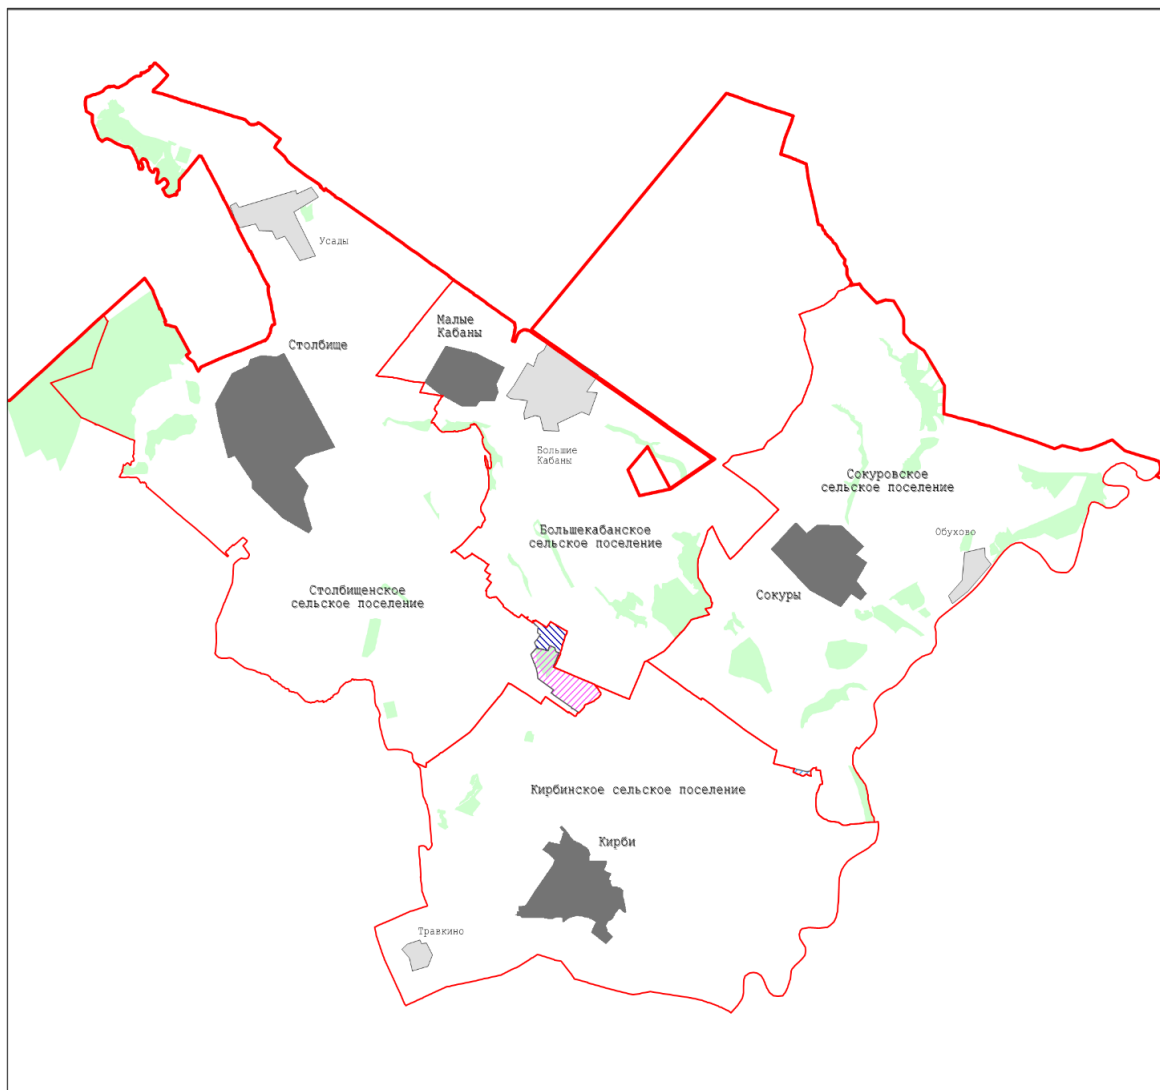 Усады
Малые
Кабаны
Столбище
Большие
Кабаны
Сокуровское
сельское поселение
Большекабанское
сельское поселение
Обухово
Столбищенское
сельское поселение
Сокуры
Кирбинское сельское поселение
Кирби
Травкино